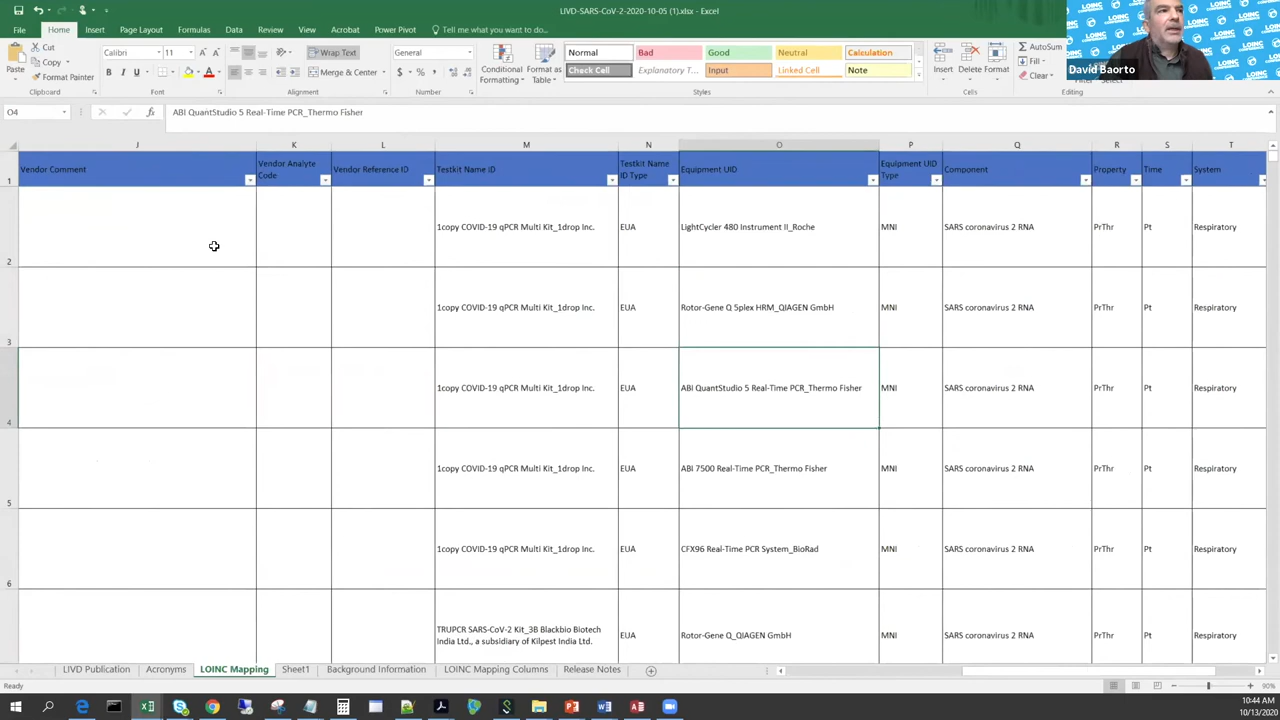 LIVD-SARS-CoV-2-2020-10-05 (1).xlsx - Excel
File Home Insert Page Layout Formulas Data Review View Acrobat Power Pivot Tell me what you want to do...
Paste
Cut
Copy
Format Painter
Clipboard
Calibri 11
B I U
Font
Wrap Text
Merge & Center
Alignment
General
$ % ,
Number
Conditional Formatting
Format as Table
Normal Bad Good Neutral Calculation
Check Cell Explanatory T... Input Linked Cell Note
Styles
Insert Delete Format
Cells
AutoSum
Fill
Clear
Editing
LOINC
David Baorto
O4 fx ABI QuantStudio 5 Real-Time PCR_Thermo Fisher
J K L M N O P Q R S T
1 Vendor Comment Vendor Analyte Code Vendor Reference ID Testkit Name ID Testkit Name ID Type Equipment UID Equipment UID Type Component Property Time System
2 1copy COVID-19 qPCR Multi Kit_1drop Inc. EUA LightCycler 480 Instrument II_Roche MNI SARS coronavirus 2 RNA PrThr Pt Respiratory
3 1copy COVID-19 qPCR Multi Kit_1drop Inc. EUA Rotor-Gene Q 5plex HRM_QIAGEN GmbH MNI SARS coronavirus 2 RNA PrThr Pt Respiratory
4 1copy COVID-19 qPCR Multi Kit_1drop Inc. EUA ABI QuantStudio 5 Real-Time PCR_Thermo Fisher MNI SARS coronavirus 2 RNA PrThr Pt Respiratory
5 1copy COVID-19 qPCR Multi Kit_1drop Inc. EUA ABI 7500 Real-Time PCR_Thermo Fisher MNI SARS coronavirus 2 RNA PrThr Pt Respiratory
6 1copy COVID-19 qPCR Multi Kit_1drop Inc. EUA CFX96 Real-Time PCR System_BioRad MNI SARS coronavirus 2 RNA PrThr Pt Respiratory
TRUPCR SARS-CoV-2 Kit_3B Blackbio Biotech
India Ltd., a subsidiary of Kilpest India Ltd. EUA Rotor-Gene Q_QIAGEN GmbH MNI SARS coronavirus 2 RNA PrThr Pt Respiratory
LIVD Publication Acronyms LOINC Mapping Sheet1 Background Information LOINC Mapping Columns Release Notes
Ready 90%
10:44 AM
10/13/2020